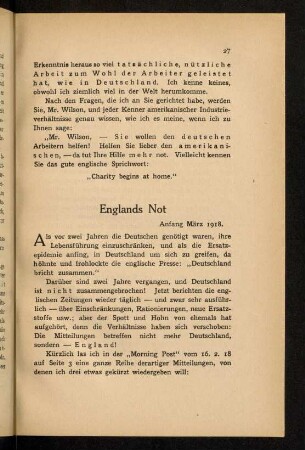 27
Erkenntnis heraus so viel tatsächliche, nützliche
Arbeit zum Wohl der Arbeiter geleistet
hat, wie in Deutschland. Ich kenne keines,
obwohl ich ziemlich viel in der Welt herumkomme.
Nach den Fragen, die ich an Sie gerichtet habe, werden
Sie, Mr. Wilson, und jeder Kenner amerikanischer Industrie-
verhältnisse genau wissen, wie ich es meine, wenn ich zu
Ihnen sage:
„Mr. Wilson, — Sie wollen den deutschen
Arbeitern helfen! Helfen Sie lieber den amerikani-
schen, — da tut Ihre Hilfe mehr not. Vielleicht kennen
Sie das gute englische Sprichwort:
„Charity begins at home.“
Englands Not
Anfang März 1918.
Als vor zwei Jahren die Deutschen genötigt waren, ihre
Lebensführung einzuschränken, und als die Ersatz-
epidemie anfing, in Deutschland um sich zu greifen, da
höhnte und frohlockte die englische Presse: „Deutschland
bricht zusammen.“
Darüber sind zwei Jahre vergangen, und Deutschland
ist nicht zusammengebrochen! Jetzt berichten die eng-
lischen Zeitungen wieder täglich — und zwar sehr ausführ-
lich — über Einschränkungen, Rationierungen, neue Ersatz-
stoffe usw.; aber der Spott und Hohn von ehemals hat
aufgehört, denn die Verhältnisse haben sich verschoben:
Die Mitteilungen betreffen nicht mehr Deutschland,
sondern — England!
Kürzlich las ich in der „Morning Post“ vom 16. 2. 18
auf Seite 3 eine ganze Reihe derartiger Mitteilungen, von
denen ich drei etwas gekürzt wiedergeben will: